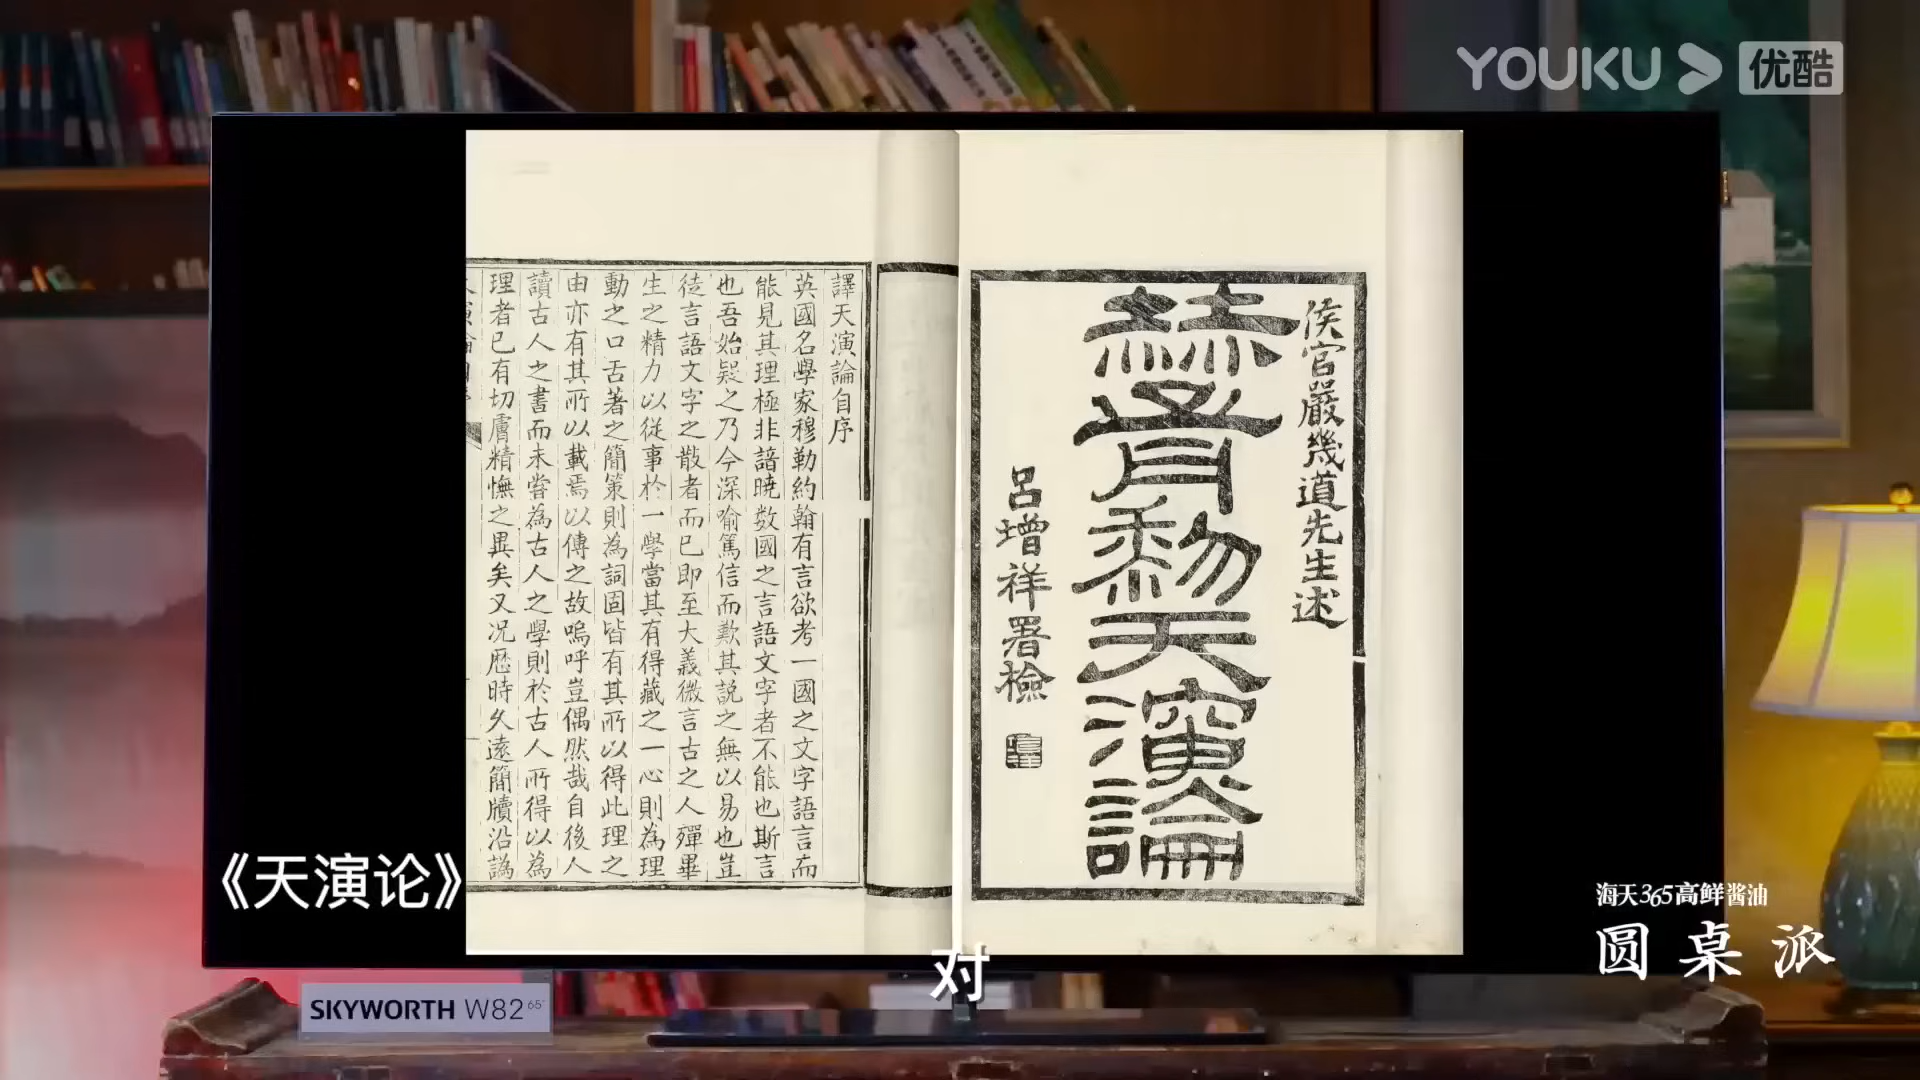 YOUKU 优酷
侯官嚴幾道先生述
赫胥黎天演論
呂增祥署檢
譯天演論自序
英國名學家穆勒約翰有言欲考一國之文字語言而
能見其理極非諳曉数國之言語文字者不能也斯言
也吾始疑之乃今深喻篤信而歎其説之無以易也豈
徒言語文字之散者而已即至大義微言古之人殫畢
生之精力以從事於一學當其有得藏之一心則為理
動之口舌著之簡策則為詞固皆有其所以得此理之
由亦有其所以載焉以傳之故嗚呼豈偶然哉自後人
讀古人之書而未嘗為古人之學則於古人所得以為
理者已有切膚精憮之異矣又况歷時久遠簡牘沿譌
《天演论》
海天365高鲜酱油
圆桌派
对
SKYWORTH W82 65"